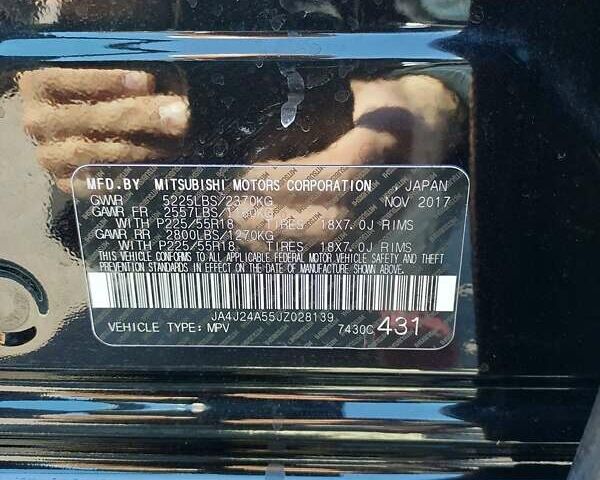 MFD.BY MITSUBISHI MOTORS CORPORATION JAPAN
GVWR 5225LBS/2370KG NOV 2017
GAWR FR 2557LBS/1160KG
WITH P225/55R18 TIRES 18X7.0J RIMS
GAWR RR 2800LBS/1270KG
WITH P225/55R18 TIRES 18X7.0J RIMS
THIS VEHICLE CONFORMS TO ALL APPLICABLE FEDERAL MOTOR VEHICLE SAFETY AND THEFT
PREVENTION STANDARDS IN EFFECT ON THE DATE OF MANUFACTURE SHOWN ABOVE.
JA4J24A55JZ028139
VEHICLE TYPE: MPV 7430C431